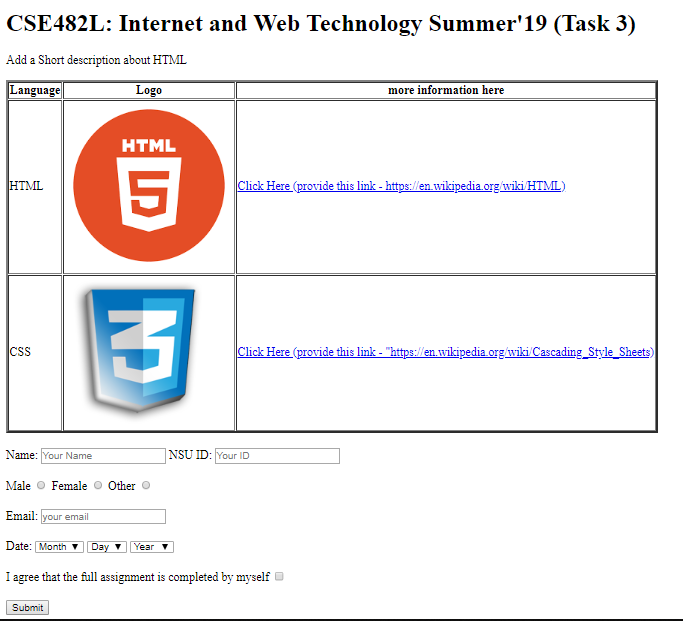 CSE482L: Internet and Web Technology Summer'19 (Task 3)
Add a Short description about HTML
Language Logo more information here
HTML
HTML
5
Click Here (provide this link - https://en.wikipedia.org/wiki/HTML)
CSS
3
Click Here (provide this link - "https://en.wikipedia.org/wiki/Cascading_Style_Sheets)
Name: Your Name NSU ID: Your ID
Male Female Other
Email: your email
Date: Month ▼ Day ▼ Year ▼
I agree that the full assignment is completed by myself
Submit